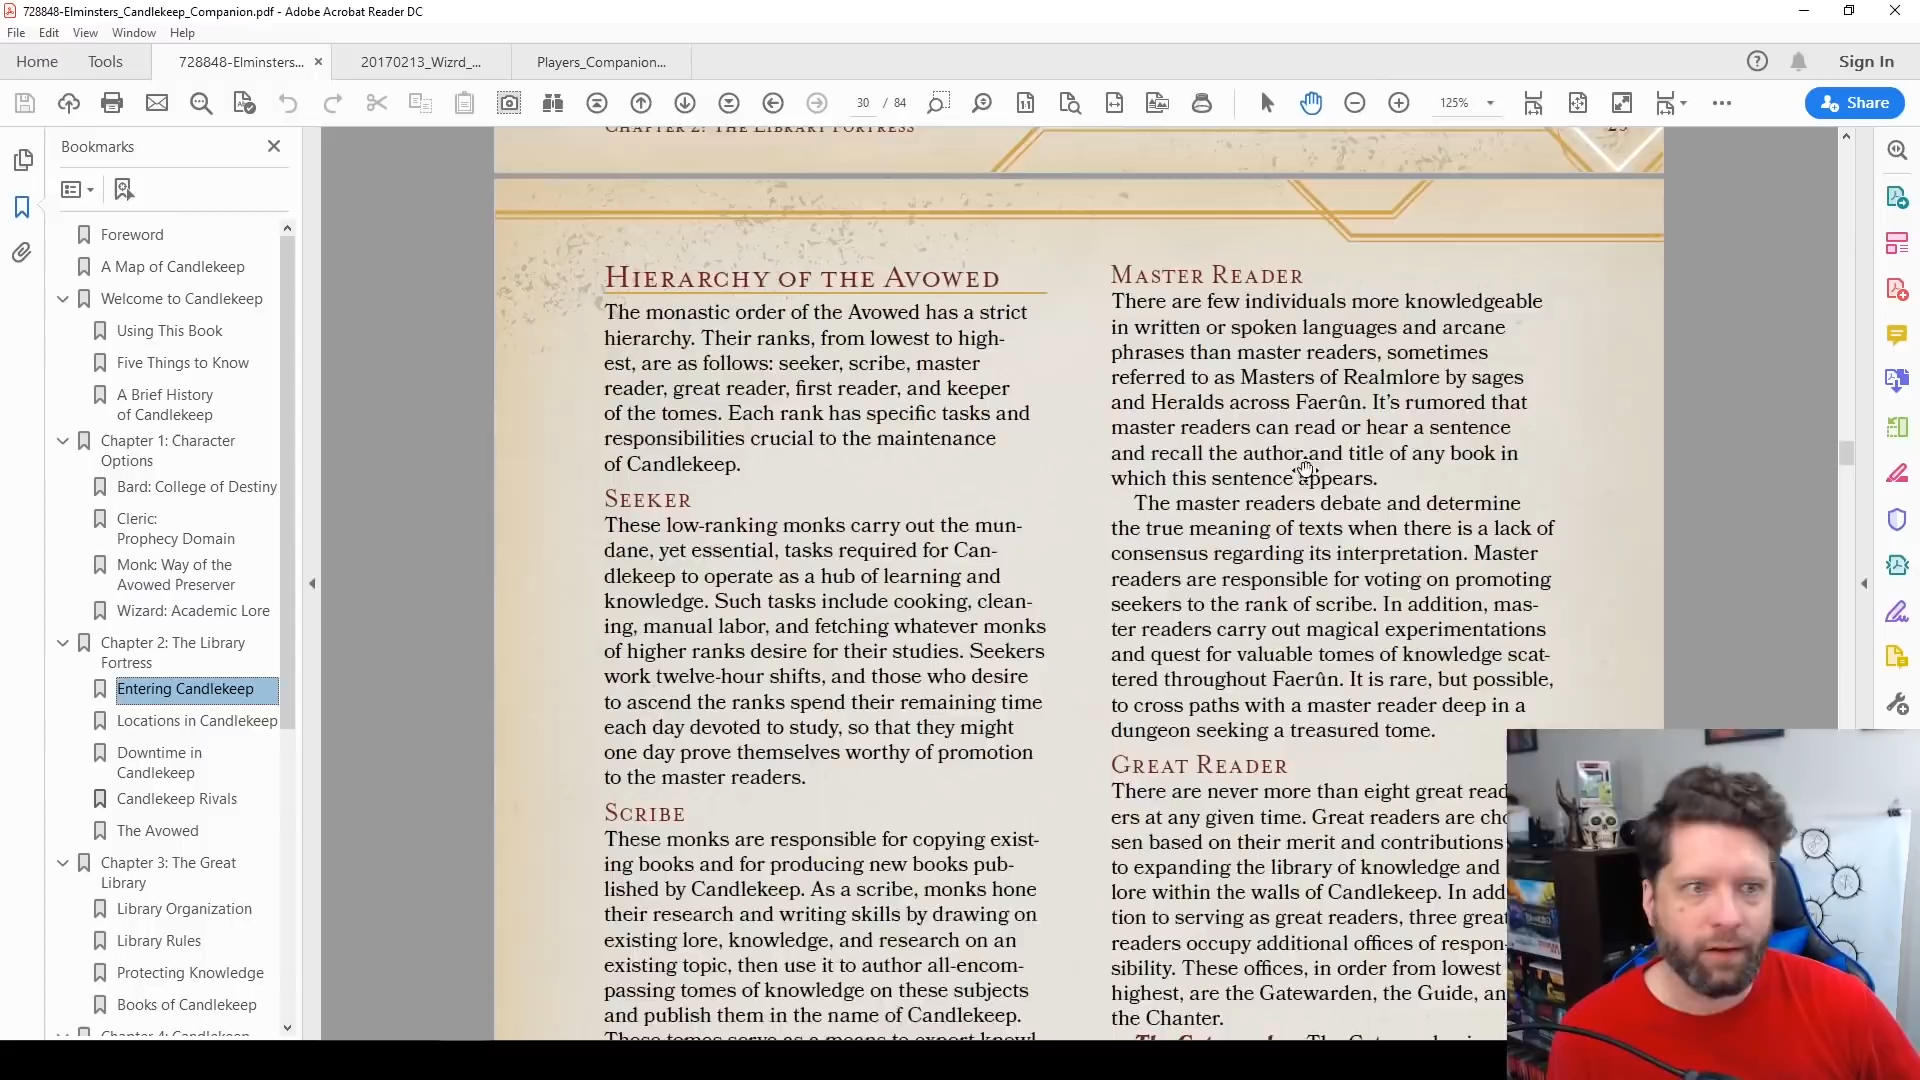 728848-Elminsters_Candlekeep_Companion.pdf - Adobe Acrobat Reader DC
File Edit View Window Help
Home Tools 728848-Elminsters... 20170213_Wizrd_... Players_Companion... Sign In
30 / 84 125% Share
Bookmarks
Foreword
A Map of Candlekeep
Welcome to Candlekeep
Using This Book
Five Things to Know
A Brief History
of Candlekeep
Chapter 1: Character
Options
Bard: College of Destiny
Cleric:
Prophecy Domain
Monk: Way of the
Avowed Preserver
Wizard: Academic Lore
Chapter 2: The Library
Fortress
Entering Candlekeep
Locations in Candlekeep
Downtime in
Candlekeep
Candlekeep Rivals
The Avowed
Chapter 3: The Great
Library
Library Organization
Library Rules
Protecting Knowledge
Books of Candlekeep
Chapter 4: Candlekeep
Chapter 2: The Library Fortress
Hierarchy of the Avowed
The monastic order of the Avowed has a strict
hierarchy. Their ranks, from lowest to high-
est, are as follows: seeker, scribe, master
reader, great reader, first reader, and keeper
of the tomes. Each rank has specific tasks and
responsibilities crucial to the maintenance
of Candlekeep.
Seeker
These low-ranking monks carry out the mun-
dane, yet essential, tasks required for Can-
dlekeep to operate as a hub of learning and
knowledge. Such tasks include cooking, clean-
ing, manual labor, and fetching whatever monks
of higher ranks desire for their studies. Seekers
work twelve-hour shifts, and those who desire
to ascend the ranks spend their remaining time
each day devoted to study, so that they might
one day prove themselves worthy of promotion
to the master readers.
Scribe
These monks are responsible for copying exist-
ing books and for producing new books pub-
lished by Candlekeep. As a scribe, monks hone
their research and writing skills by drawing on
existing lore, knowledge, and research on an
existing topic, then use it to author all-encom-
passing tomes of knowledge on these subjects
and publish them in the name of Candlekeep.
These tomes serve as a means to export knowl-
Master Reader
There are few individuals more knowledgeable
in written or spoken languages and arcane
phrases than master readers, sometimes
referred to as Masters of Realmlore by sages
and Heralds across Faerûn. It's rumored that
master readers can read or hear a sentence
and recall the author and title of any book in
which this sentence appears.
The master readers debate and determine
the true meaning of texts when there is a lack of
consensus regarding its interpretation. Master
readers are responsible for voting on promoting
seekers to the rank of scribe. In addition, mas-
ter readers carry out magical experimentations
and quest for valuable tomes of knowledge scat-
tered throughout Faerûn. It is rare, but possible,
to cross paths with a master reader deep in a
dungeon seeking a treasured tome.
Great Reader
There are never more than eight great read
ers at any given time. Great readers are cho
sen based on their merit and contributions
to expanding the library of knowledge and
lore within the walls of Candlekeep. In add
tion to serving as great readers, three great
readers occupy additional offices of respon-
sibility. These offices, in order from lowest
highest, are the Gatewarden, the Guide, an
the Chanter.